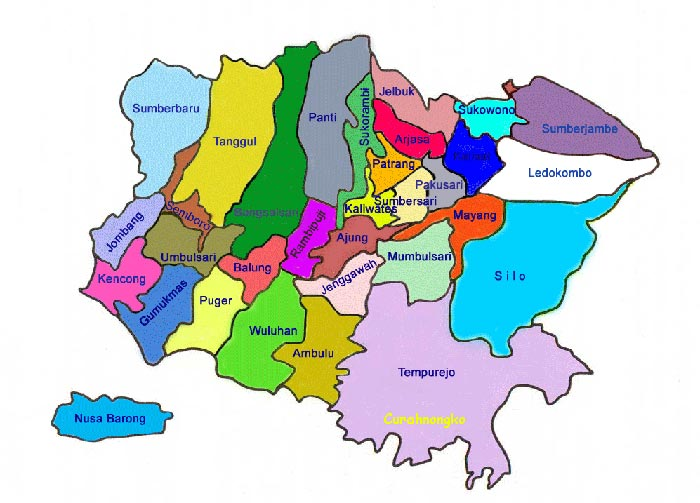 Jelbuk
Sumberbaru
Sukowono
Panti
Sukorambi
Sumberjambe
Tanggul
Arjasa
Patrang
Ledokombo
Pakusari
Sumbersari
Kaliwates
Bangsalsari
Semboro
Mayang
Jombang
Rambipuji
Ajung
Umbulsari
Mumbulsari
Balung
Jenggawah
Silo
Kencong
Gumukmas
Puger
Wuluhan
Ambulu
Tempurejo
Nusa Barong
Curahnongko